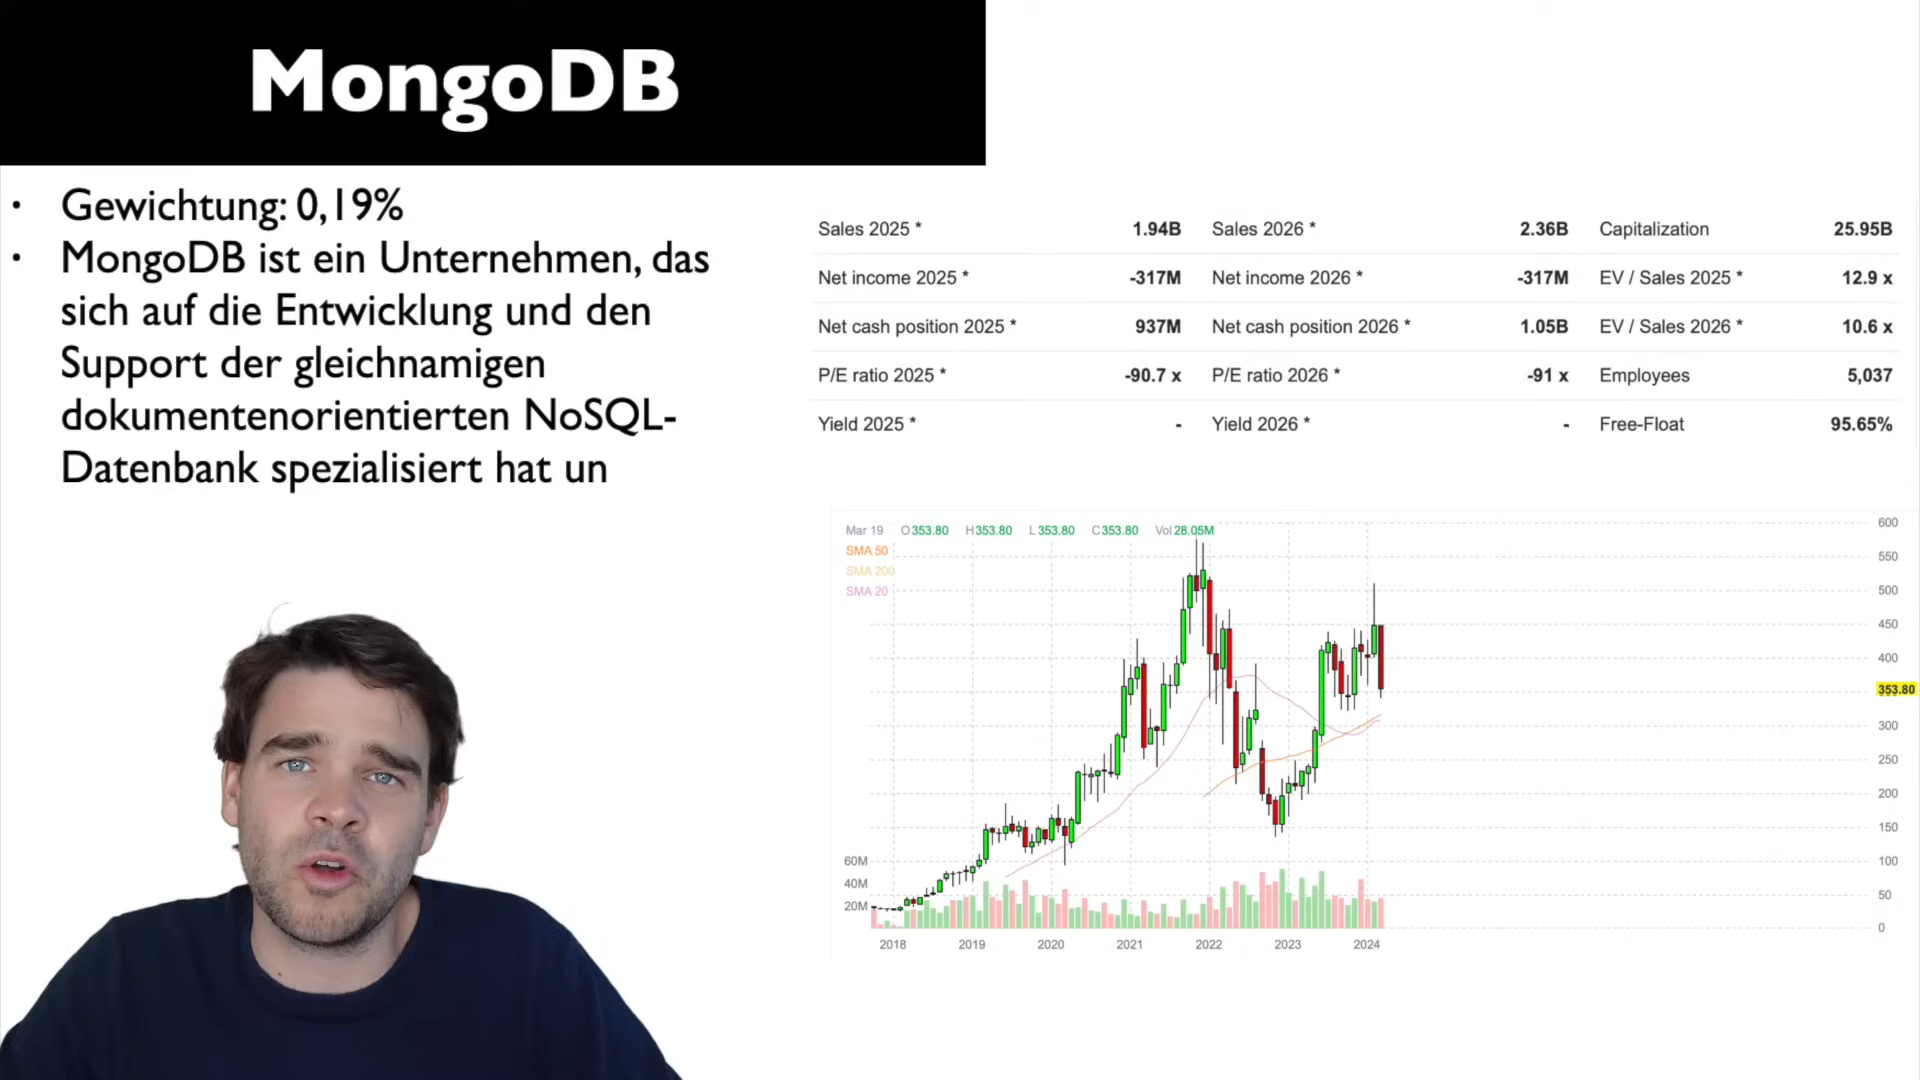 MongoDB
• Gewichtung: 0,19%
• MongoDB ist ein Unternehmen, das
sich auf die Entwicklung und den
Support der gleichnamigen
dokumentenorientierten NoSQL-
Datenbank spezialisiert hat un
Sales 2025 * 1.94B Sales 2026 * 2.36B Capitalization 25.95B
Net income 2025 * -317M Net income 2026 * -317M EV / Sales 2025 * 12.9 x
Net cash position 2025 * 937M Net cash position 2026 * 1.05B EV / Sales 2026 * 10.6 x
P/E ratio 2025 * -90.7 x P/E ratio 2026 * -91 x Employees 5,037
Yield 2025 * - Yield 2026 * - Free-Float 95.65%
Mar 19 O353.80 H353.80 L353.80 C353.80 Vol28.05M
SMA 50
SMA 200
SMA 20
600
550
500
450
400
353.80
300
250
200
150
100
50
0
60M
40M
20M
2018 2019 2020 2021 2022 2023 2024